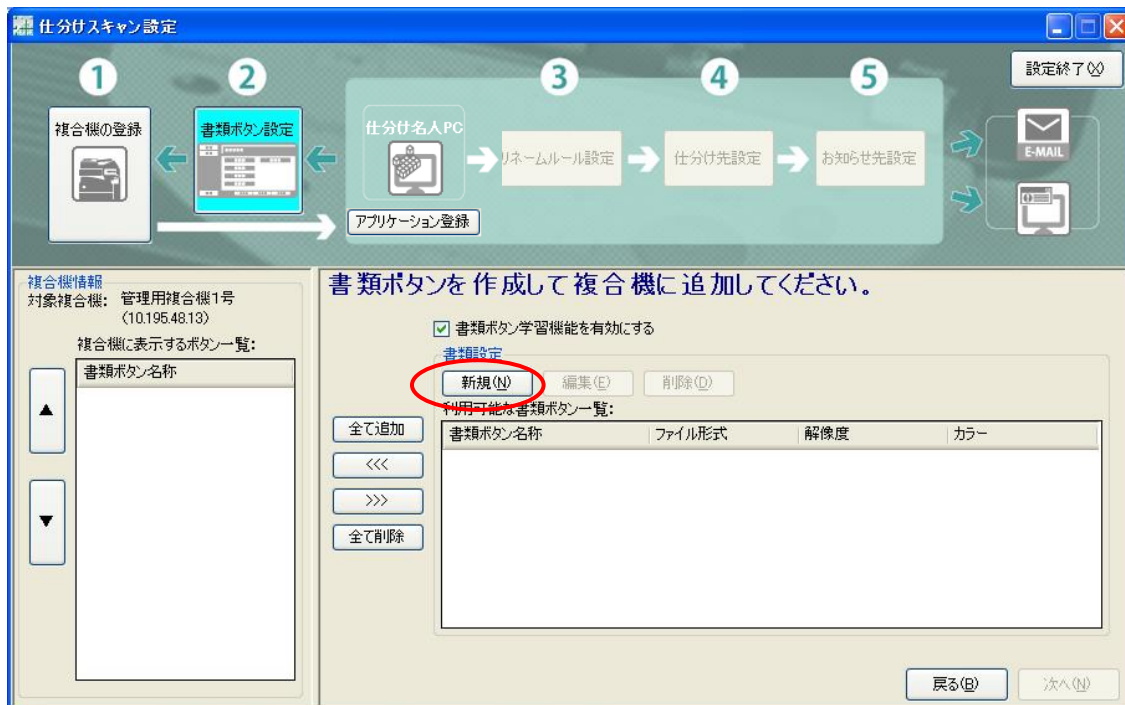 仕分けスキャン設定
1
2
3
4
5
設定終了(X)
複合機の登録
書類ボタン設定
仕分け名人PC
リネームルール設定
仕分け先設定
お知らせ先設定
E-MAIL
アプリケーション登録
複合機情報
対象複合機: 管理用複合機1号
(10.195.48.13)
複合機に表示するボタン一覧:
書類ボタン名称
▲
▼
書類ボタンを作成して複合機に追加してください。
書類ボタン学習機能を有効にする
書類設定
新規(N) 編集(E) 削除(D)
利用可能な書類ボタン一覧:
書類ボタン名称 ファイル形式 解像度 カラー
全て追加
<<<
>>>
全て削除
戻る(B) 次へ(N)